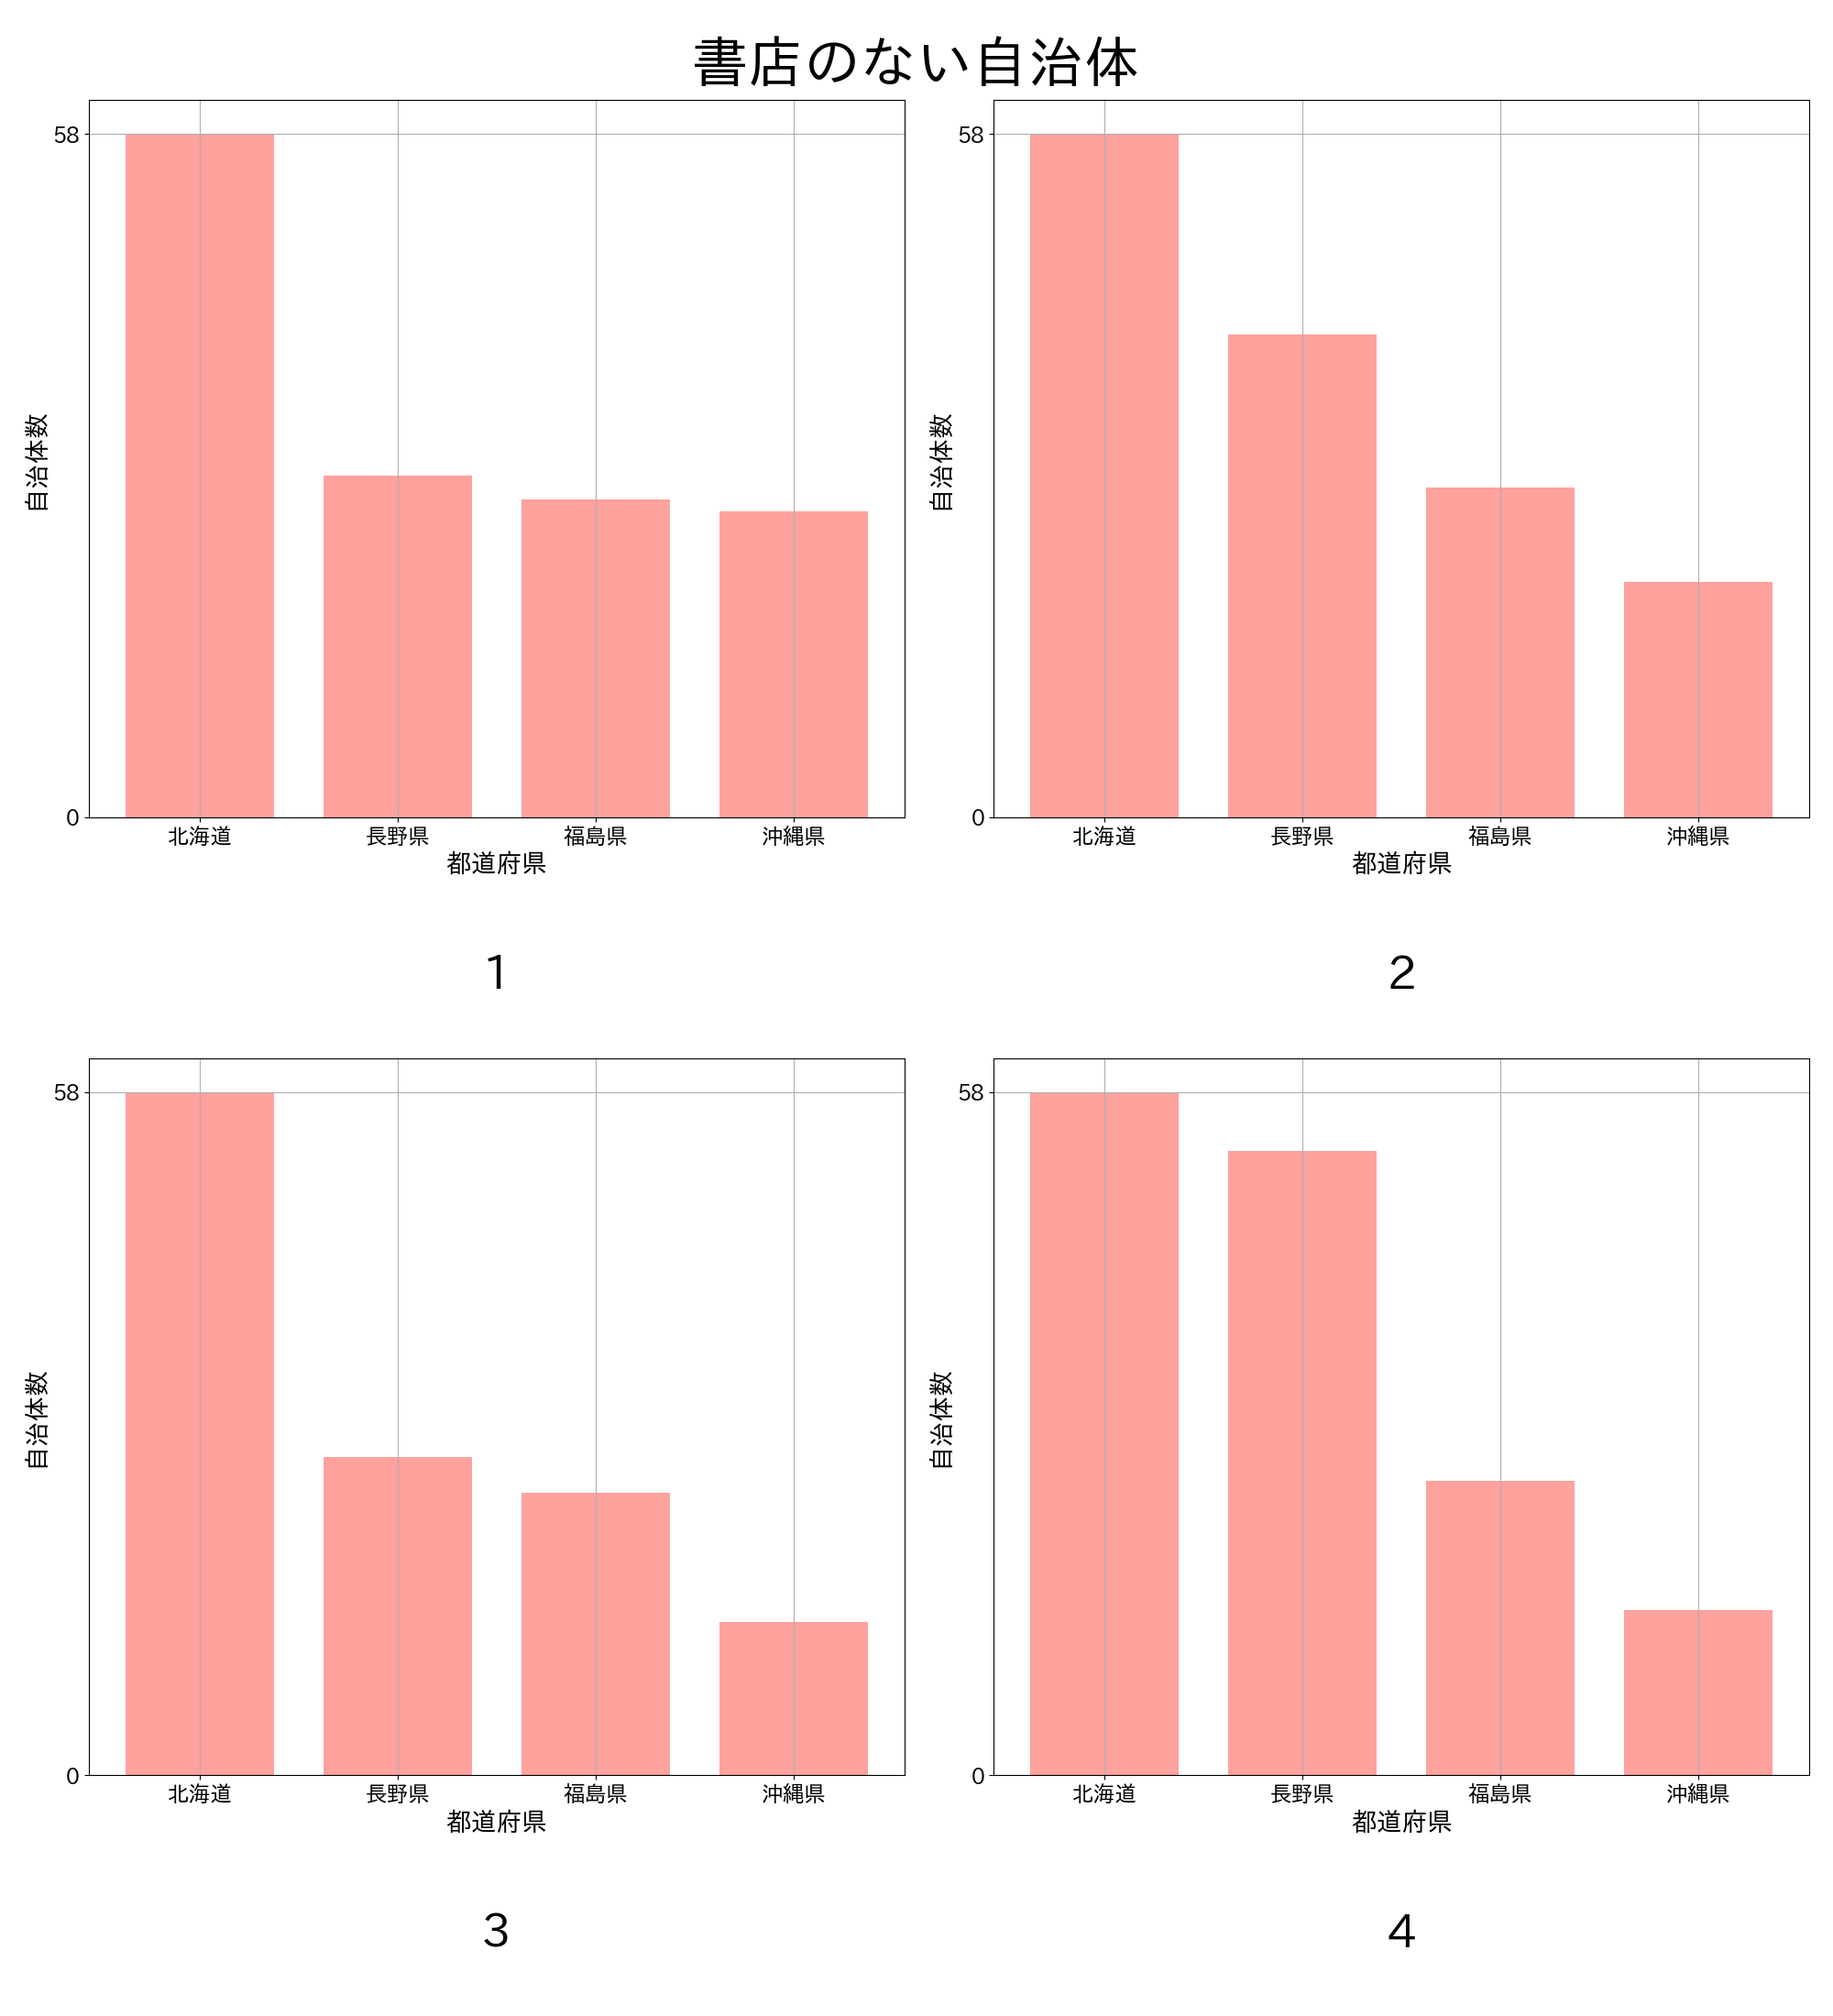 書店のない自治体
58
0
自治体数
北海道 長野県 福島県 沖縄県
都道府県
1
58
0
自治体数
北海道 長野県 福島県 沖縄県
都道府県
2
58
0
自治体数
北海道 長野県 福島県 沖縄県
都道府県
3
58
0
自治体数
北海道 長野県 福島県 沖縄県
都道府県
4